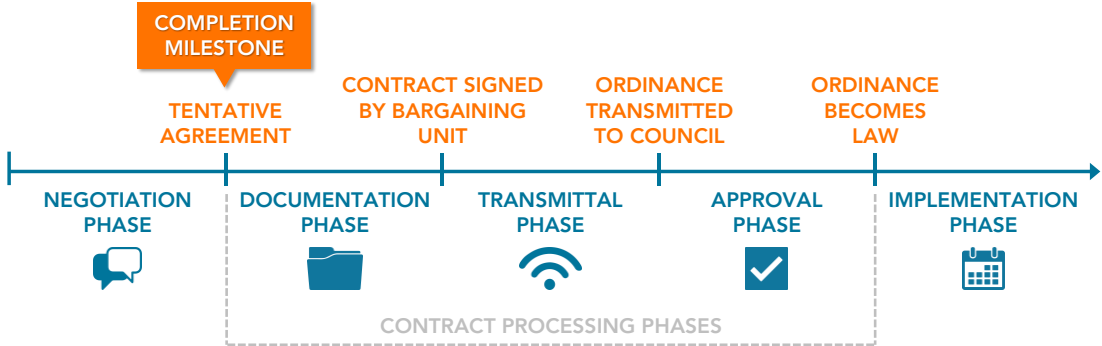 COMPLETION
MILESTONE
TENTATIVE
AGREEMENT
CONTRACT SIGNED
BY BARGAINING
UNIT
ORDINANCE
TRANSMITTED
TO COUNCIL
ORDINANCE
BECOMES
LAW
NEGOTIATION
PHASE
DOCUMENTATION
PHASE
TRANSMITTAL
PHASE
APPROVAL
PHASE
IMPLEMENTATION
PHASE
CONTRACT PROCESSING PHASES